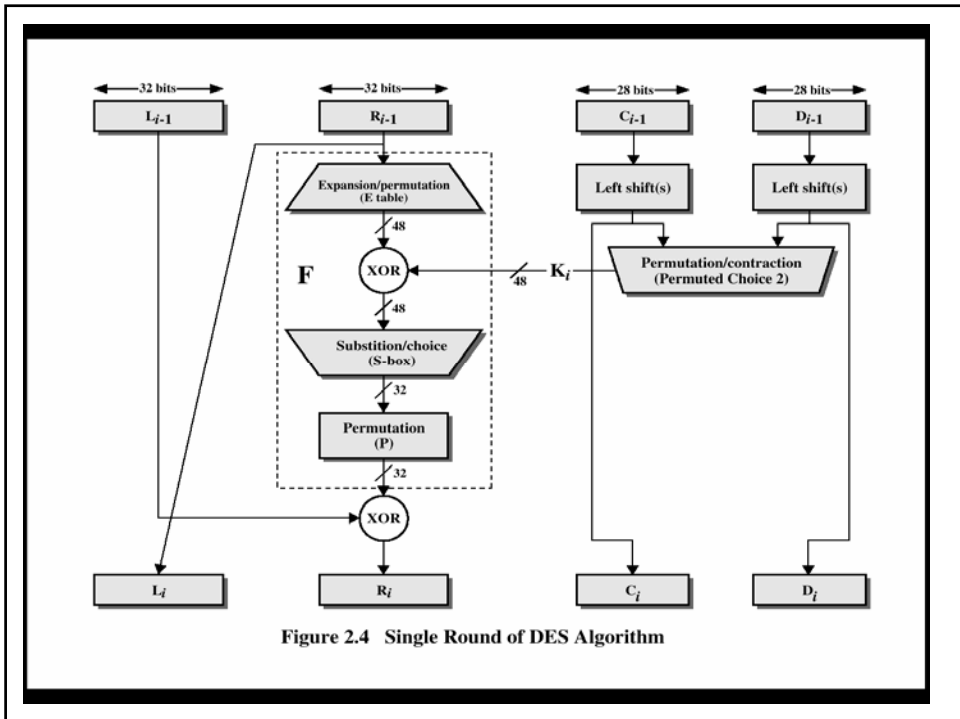 32 bits 32 bits 28 bits 28 bits
Li-1 Ri-1 Ci-1 Di-1
Expansion/permutation
(E table)
Left shift(s) Left shift(s)
48
F XOR 48 Ki
Permutation/contraction
(Permuted Choice 2)
48
Substition/choice
(S-box)
32
Permutation
(P)
32
XOR
Li Ri Ci Di
Figure 2.4 Single Round of DES Algorithm